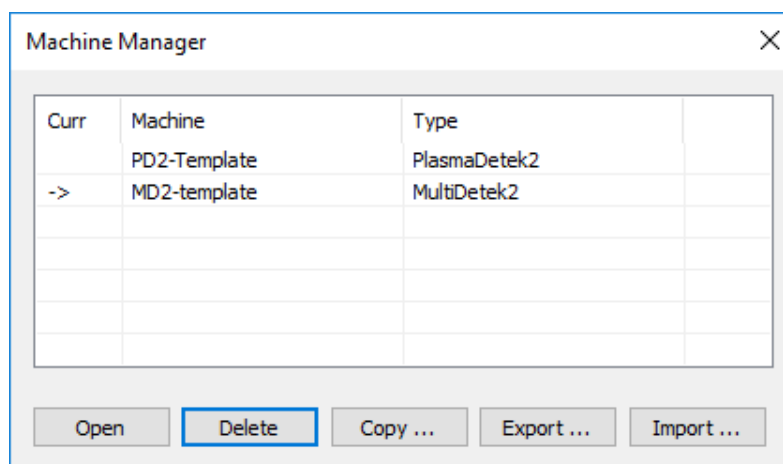 Machine Manager
Curr Machine Type
PD2-Template PlasmaDetek2
-> MD2-template MultiDetek2
Open Delete Copy ... Export ... Import ...